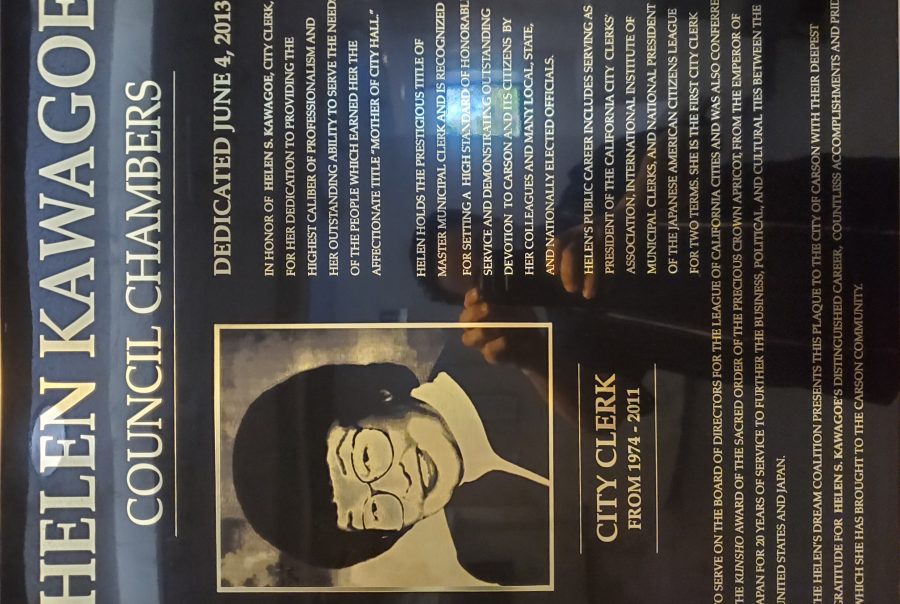 HELEN KAWAGOE
COUNCIL CHAMBERS
DEDICATED JUNE 4, 2013
IN HONOR OF HELEN S. KAWAGOE, CITY CLERK,
FOR HER DEDICATION TO PROVIDING THE
HIGHEST CALIBER OF PROFESSIONALISM AND
HER OUTSTANDING ABILITY TO SERVE THE NEED
OF THE PEOPLE WHICH EARNED HER THE
AFFECTIONATE TITLE "MOTHER OF CITY HALL."
HELEN HOLDS THE PRESTIGIOUS TITLE OF
MASTER MUNICIPAL CLERK AND IS RECOGNIZED
FOR SETTING A HIGH STANDARD OF HONORABL
SERVICE AND DEMONSTRATING OUTSTANDING
DEVOTION TO CARSON AND ITS CITIZENS BY
HER COLLEAGUES AND MANY LOCAL, STATE,
AND NATIONALLY ELECTED OFFICIALS.
CITY CLERK
FROM 1974 - 2011
HELEN'S PUBLIC CAREER INCLUDES SERVING AS
PRESIDENT OF THE CALIFORNIA CITY CLERKS'
ASSOCIATION, INTERNATIONAL INSTITUTE OF
MUNICIPAL CLERKS, AND NATIONAL PRESIDENT
OF THE JAPANESE AMERICAN CITIZENS LEAGUE
FOR TWO TERMS. SHE IS THE FIRST CITY CLERK
TO SERVE ON THE BOARD OF DIRECTORS FOR THE LEAGUE OF CALIFORNIA CITIES AND WAS ALSO CONFERRE
THE KUNSHO AWARD OF THE SACRED ORDER OF THE PRECIOUS CROWN APRICOT, FROM THE EMPEROR OF
JAPAN FOR 20 YEARS OF SERVICE TO FURTHER THE BUSINESS, POLITICAL, AND CULTURAL TIES BETWEEN THE
UNITED STATES AND JAPAN.
THE HELEN'S DREAM COALITION PRESENTS THIS PLAQUE TO THE CITY OF CARSON WITH THEIR DEEPEST
GRATITUDE FOR HELEN S. KAWAGOE'S DISTINGUISHED CAREER, COUNTLESS ACCOMPLISHMENTS AND PRID
WHICH SHE HAS BROUGHT TO THE CARSON COMMUNITY.